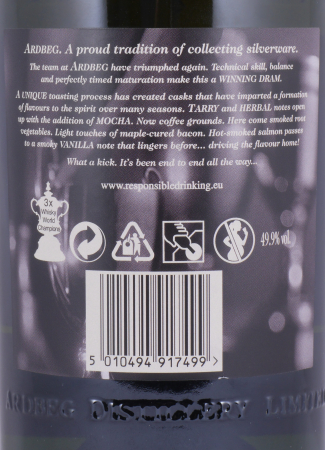 ARDBEG. A proud tradition of collecting silverware.
The team at ARDBEG have triumphed again. Technical skill, balance
and perfectly timed maturation make this a WINNING DRAM.
A UNIQUE toasting process has created casks that have imparted a formation
of flavours to the spirit over many seasons. TARRY and HERBAL notes open
up with the addition of MOCHA. Now coffee grounds. Here come smoked root
vegetables. Light touches of maple-cured bacon. Hot-smoked salmon passes
to a smoky VANILLA note that lingers before... driving the flavour home!
What a kick. It's been end to end all the way...
www.responsibledrinking.eu
3x
Whisky
World
Champions
49.9% vol
5 010494 917499 >
ARDBEG DISTILLERY LIMITE